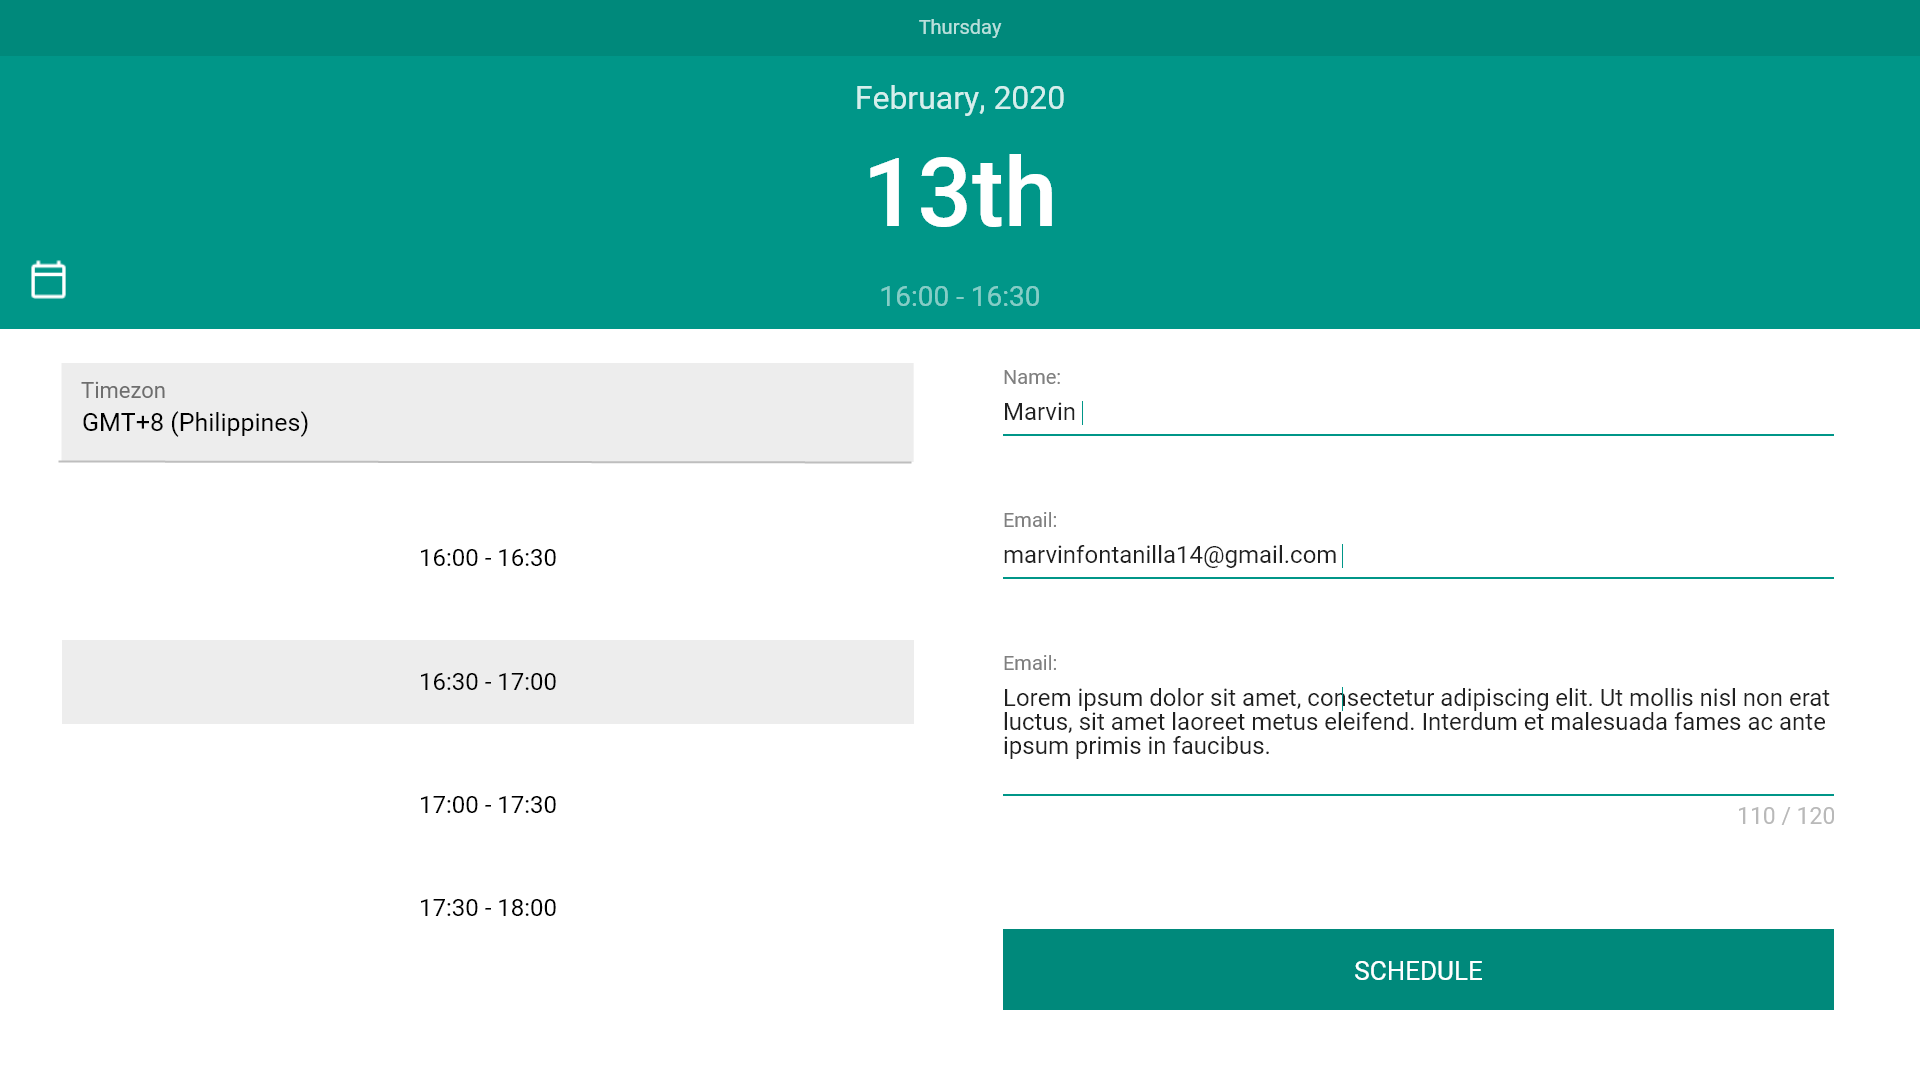 Thursday
February, 2020
13th
16:00 - 16:30
Timezon
GMT+8 (Philippines)
16:00 - 16:30
16:30 - 17:00
17:00 - 17:30
17:30 - 18:00
Name:
Marvin
Email:
marvinfontanilla14@gmail.com
Email:
Lorem ipsum dolor sit amet, consectetur adipiscing elit. Ut mollis nisl non erat
luctus, sit amet laoreet metus eleifend. Interdum et malesuada fames ac ante
ipsum primis in faucibus.
110 / 120
SCHEDULE